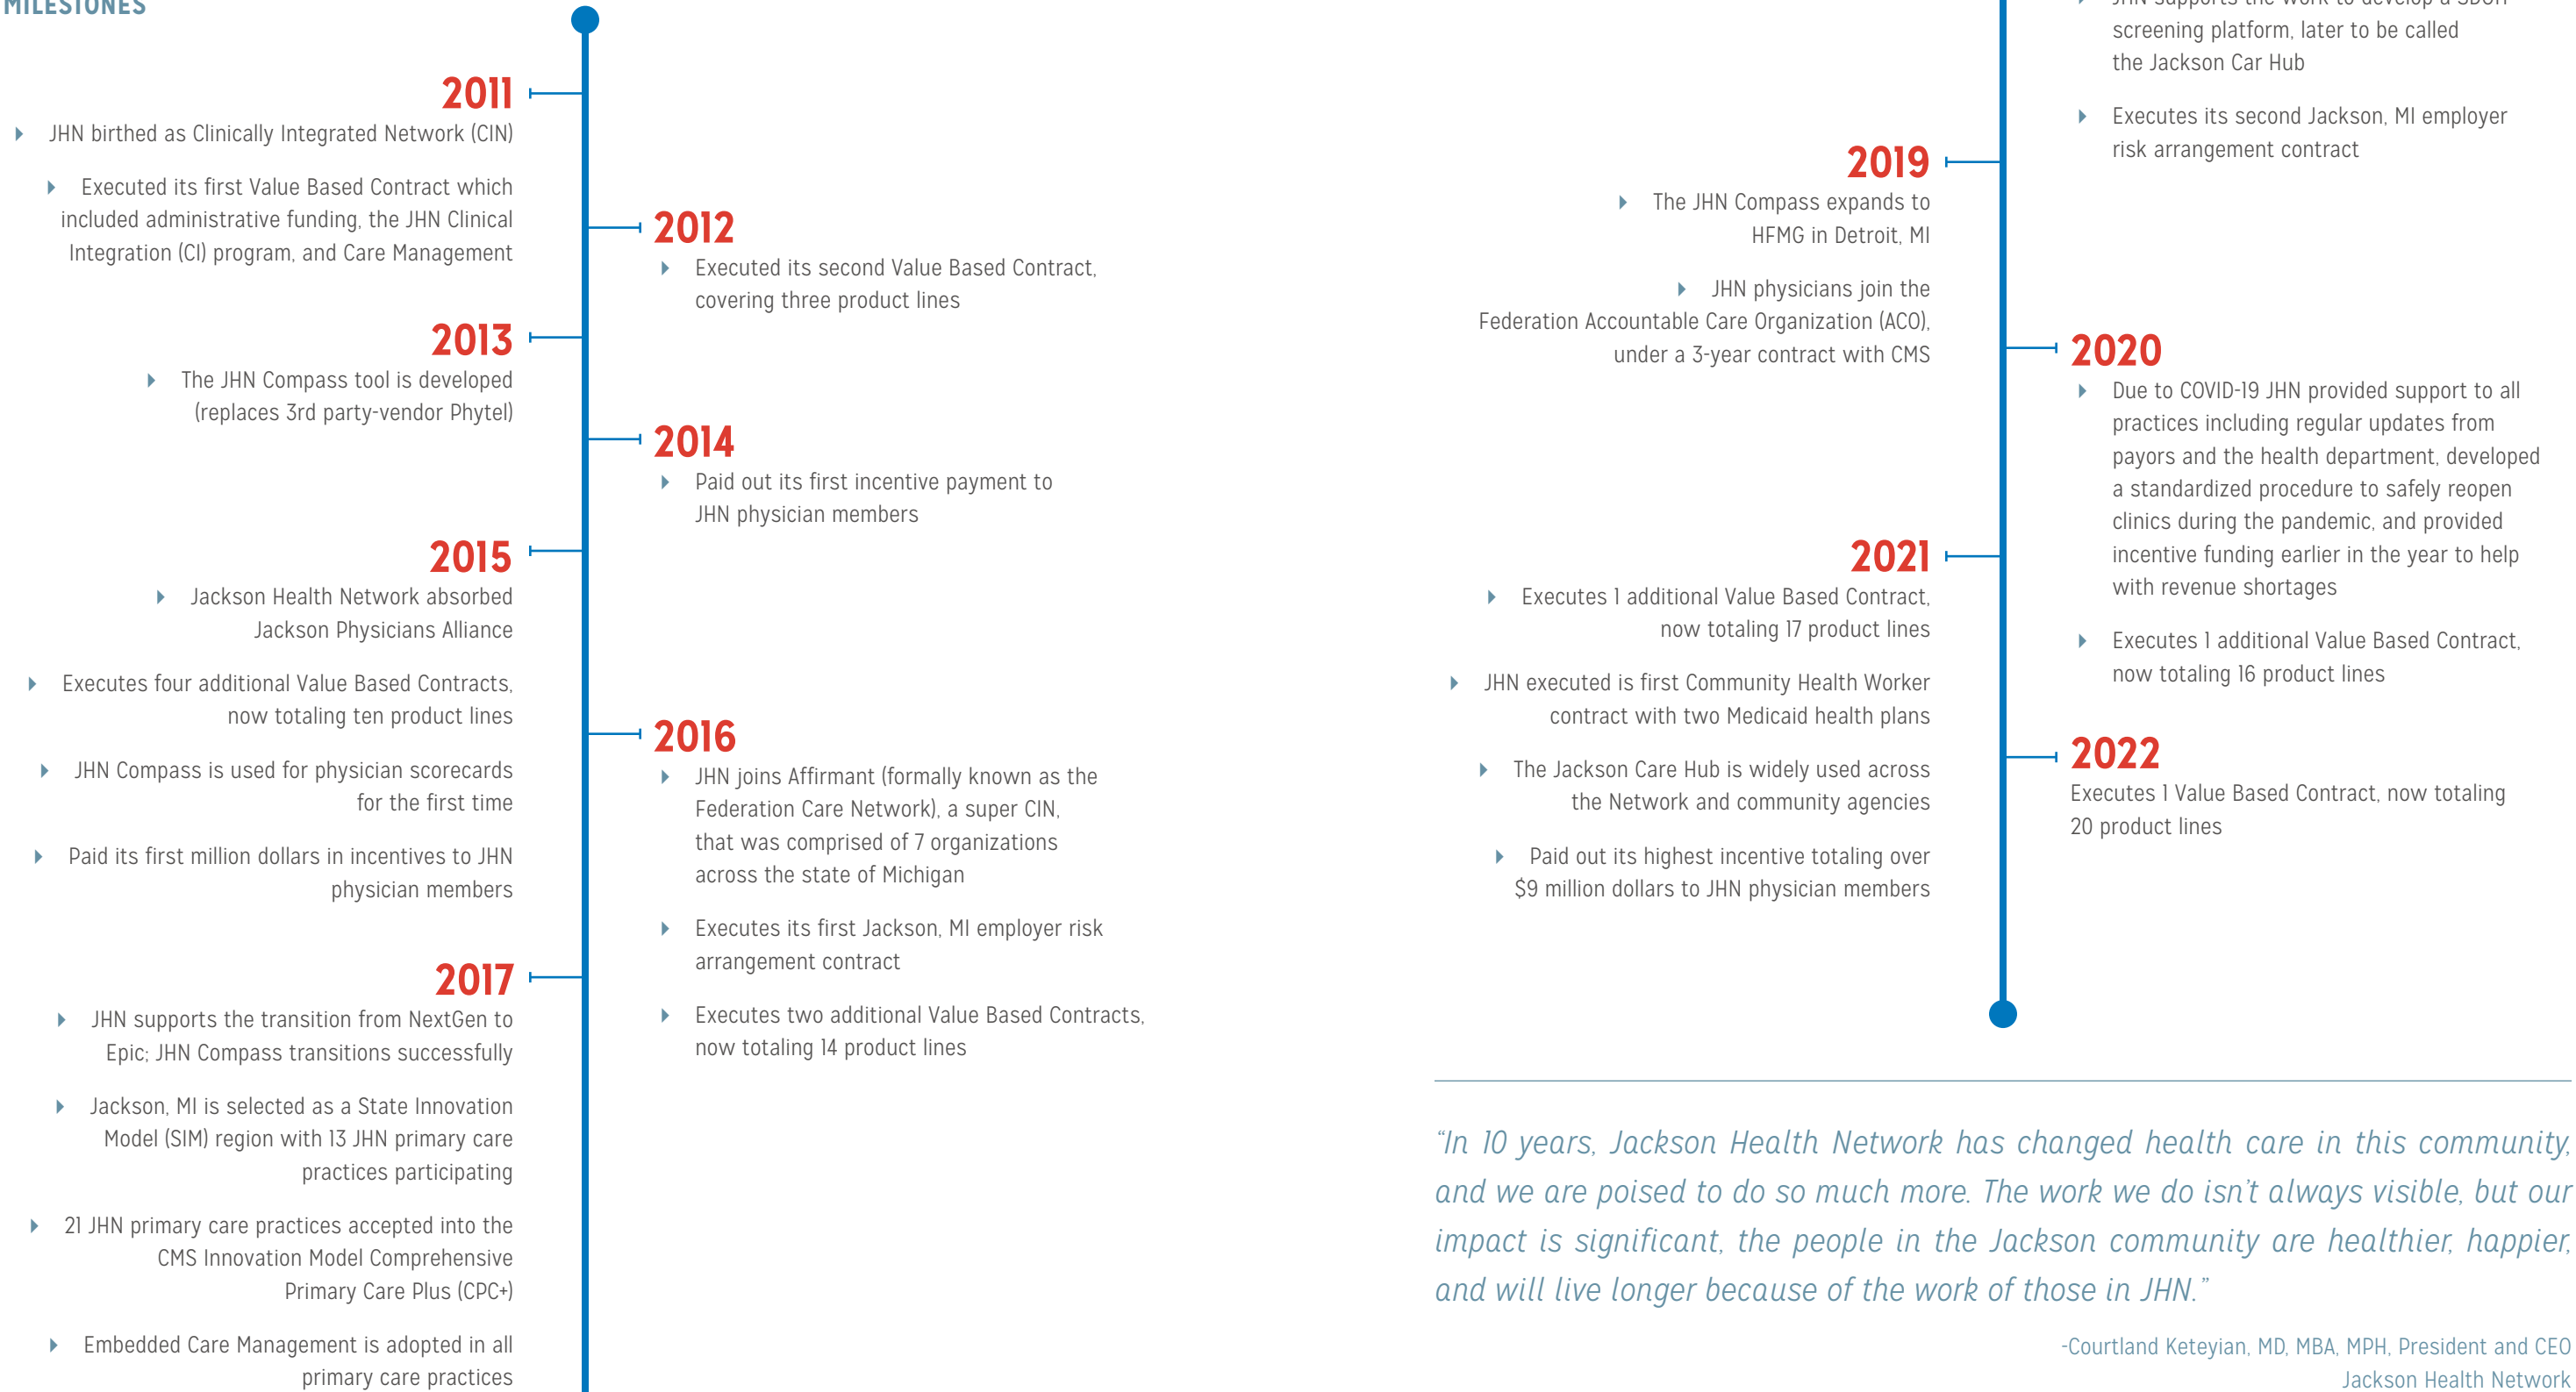 MILESTONES
2011
JHN birthed as Clinically Integrated Network (CIN)
Executed its first Value Based Contract which
included administrative funding, the JHN Clinical
Integration (CI) program, and Care Management
2012
Executed its second Value Based Contract,
covering three product lines
2013
The JHN Compass tool is developed
(replaces 3rd party-vendor Phytel)
2014
Paid out its first incentive payment to
JHN physician members
2015
Jackson Health Network absorbed
Jackson Physicians Alliance
Executes four additional Value Based Contracts,
now totaling ten product lines
JHN Compass is used for physician scorecards
for the first time
Paid its first million dollars in incentives to JHN
physician members
2016
JHN joins Affirmant (formally known as the
Federation Care Network), a super CIN,
that was comprised of 7 organizations
across the state of Michigan
Executes its first Jackson, MI employer risk
arrangement contract
Executes two additional Value Based Contracts,
now totaling 14 product lines
2017
JHN supports the transition from NextGen to
Epic; JHN Compass transitions successfully
Jackson, MI is selected as a State Innovation
Model (SIM) region with 13 JHN primary care
practices participating
21 JHN primary care practices accepted into the
CMS Innovation Model Comprehensive
Primary Care Plus (CPC+)
Embedded Care Management is adopted in all
primary care practices
JHN supports the work to develop a SDOH
screening platform, later to be called
the Jackson Car Hub
Executes its second Jackson, MI employer
risk arrangement contract
2019
The JHN Compass expands to
HFMG in Detroit, MI
JHN physicians join the
Federation Accountable Care Organization (ACO),
under a 3-year contract with CMS
2020
Due to COVID-19 JHN provided support to all
practices including regular updates from
payors and the health department, developed
a standardized procedure to safely reopen
clinics during the pandemic, and provided
incentive funding earlier in the year to help
with revenue shortages
Executes 1 additional Value Based Contract,
now totaling 16 product lines
2021
Executes 1 additional Value Based Contract,
now totaling 17 product lines
JHN executed is first Community Health Worker
contract with two Medicaid health plans
The Jackson Care Hub is widely used across
the Network and community agencies
Paid out its highest incentive totaling over
$9 million dollars to JHN physician members
2022
Executes 1 Value Based Contract, now totaling
20 product lines
“In 10 years, Jackson Health Network has changed health care in this community,
and we are poised to do so much more. The work we do isn’t always visible, but our
impact is significant, the people in the Jackson community are healthier, happier,
and will live longer because of the work of those in JHN.”
-Courtland Keteyian, MD, MBA, MPH, President and CEO
Jackson Health Network